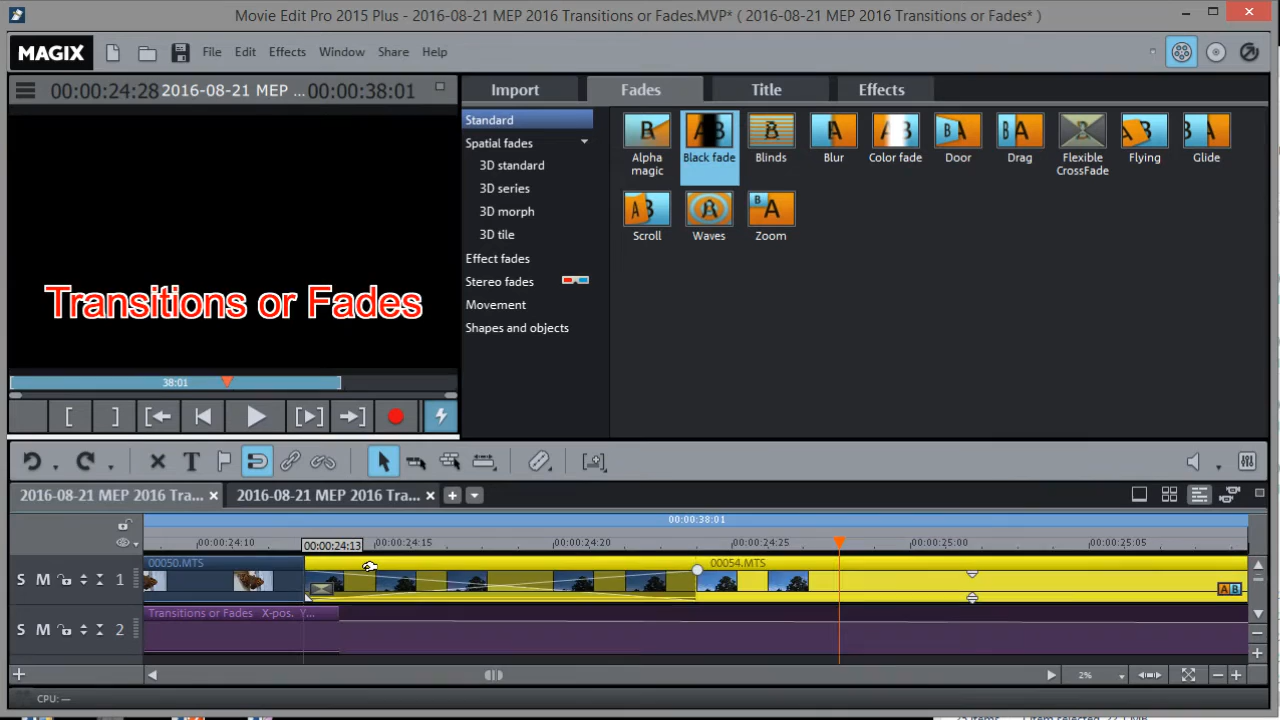 Movie Edit Pro 2015 Plus - 2016-08-21 MEP 2016 Transitions or Fades.MVP* ( 2016-08-21 MEP 2016 Transitions or Fades* )
MAGIX File Edit Effects Window Share Help
00:00:24:28 2016-08-21 MEP ... 00:00:38:01
Import Fades Title Effects
Standard
Spatial fades
3D standard
3D series
3D morph
3D tile
Effect fades
Stereo fades
Movement
Shapes and objects
Alpha magic
Black fade
Blinds
Blur
Color fade
Door
Drag
Flexible CrossFade
Flying
Glide
Scroll
Waves
Zoom
Transitions or Fades
38:01
2016-08-21 MEP 2016 Tra... 2016-08-21 MEP 2016 Tra...
00:00:38:01
00:00:24:10 00:00:24:13 00:00:24:15 00:00:24:20 00:00:24:25 00:00:25:00 00:00:25:05
00050.MTS 00054.MTS
S M 1
Transitions or Fades X-pos. Y...
S M 2
2%
CPU: —